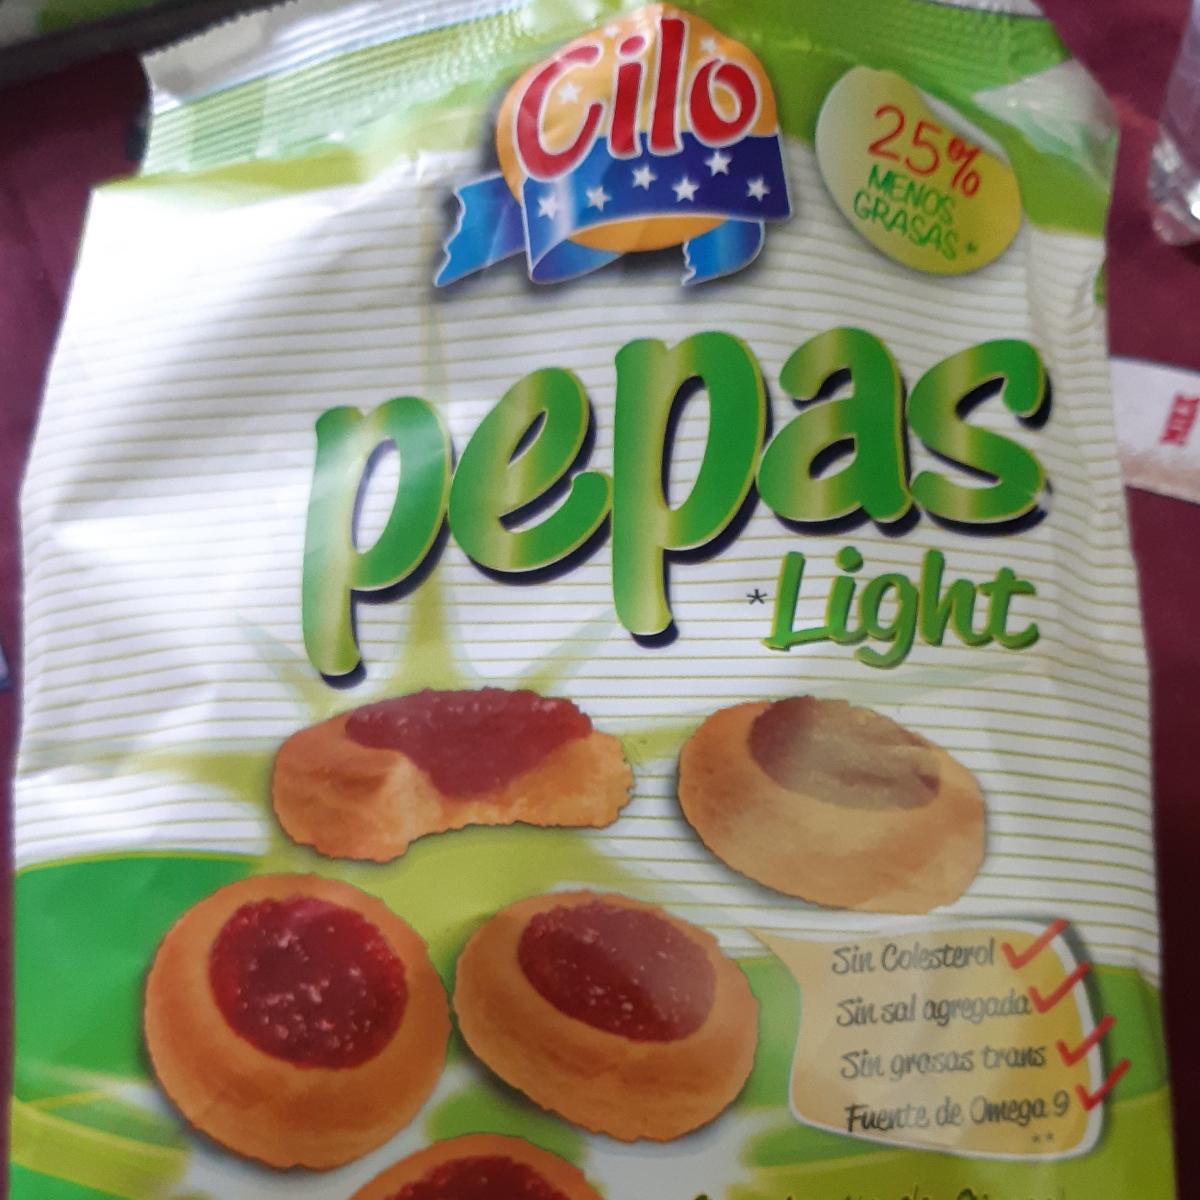 Cilo
25%
MENOS
GRASAS*
pepas
*Light
Sin Colesterol
Sin sal agregada
Sin grasas trans
Fuente de Omega 9
**